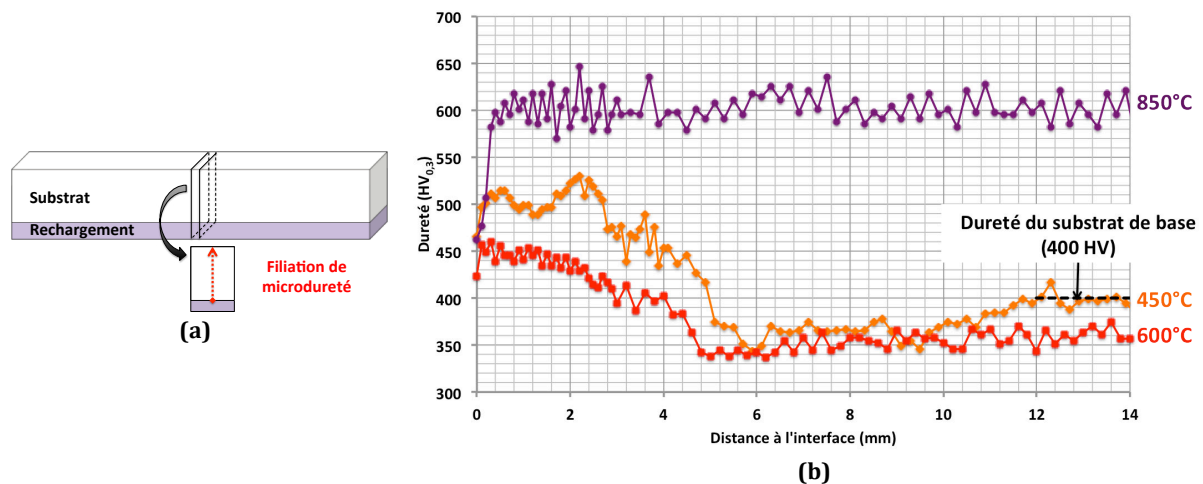 Substrat
Rechargement
Filiation de
microdureté
(a)
Dureté (HV0,3)
700
650
600
550
500
450
400
350
300
0
2
4
6
8
10
12
14
Distance à l'interface (mm)
850°C
450°C
600°C
Dureté du substrat de base
(400 HV)
(b)